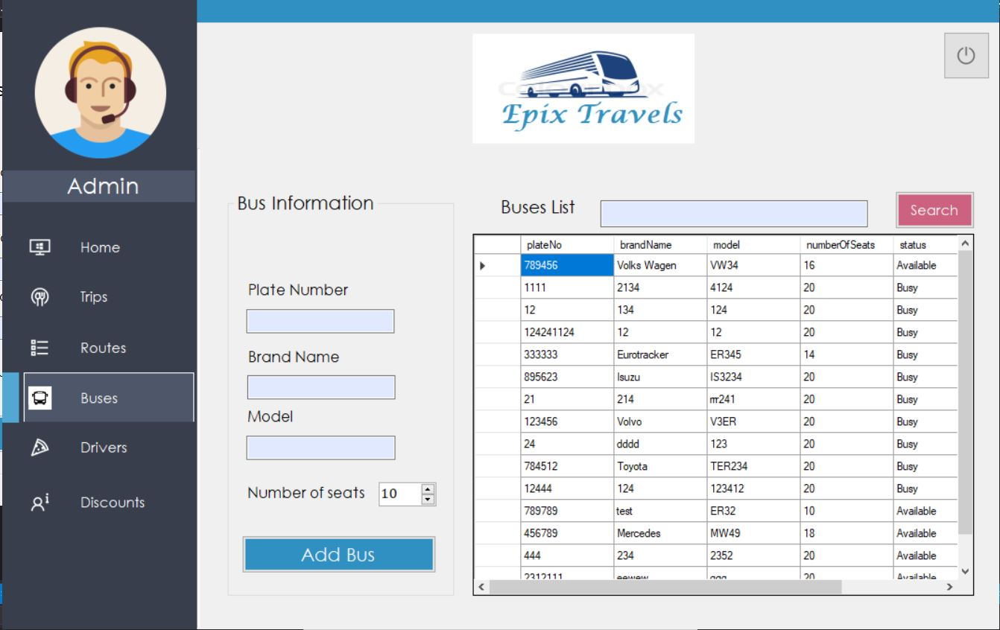 Epix Travels
Admin
Home
Trips
Routes
Buses
Drivers
Discounts
Bus Information
Plate Number
Brand Name
Model
Number of seats 10
Add Bus
Buses List
Search
plateNo brandName model numberOfSeats status
789456 Volks Wagen VW34 16 Available
1111 2134 4124 20 Busy
12 134 124 20 Busy
124241124 12 12 20 Busy
333333 Eurotracker ER345 14 Busy
895623 Isuzu IS3234 20 Busy
21 214 rrr241 20 Busy
123456 Volvo V3ER 20 Busy
24 dddd 123 20 Busy
784512 Toyota TER234 20 Busy
12444 124 123412 20 Busy
789789 test ER32 10 Available
456789 Mercedes MW49 18 Available
444 234 2352 20 Available
2312111 eewew qqq 20 Available